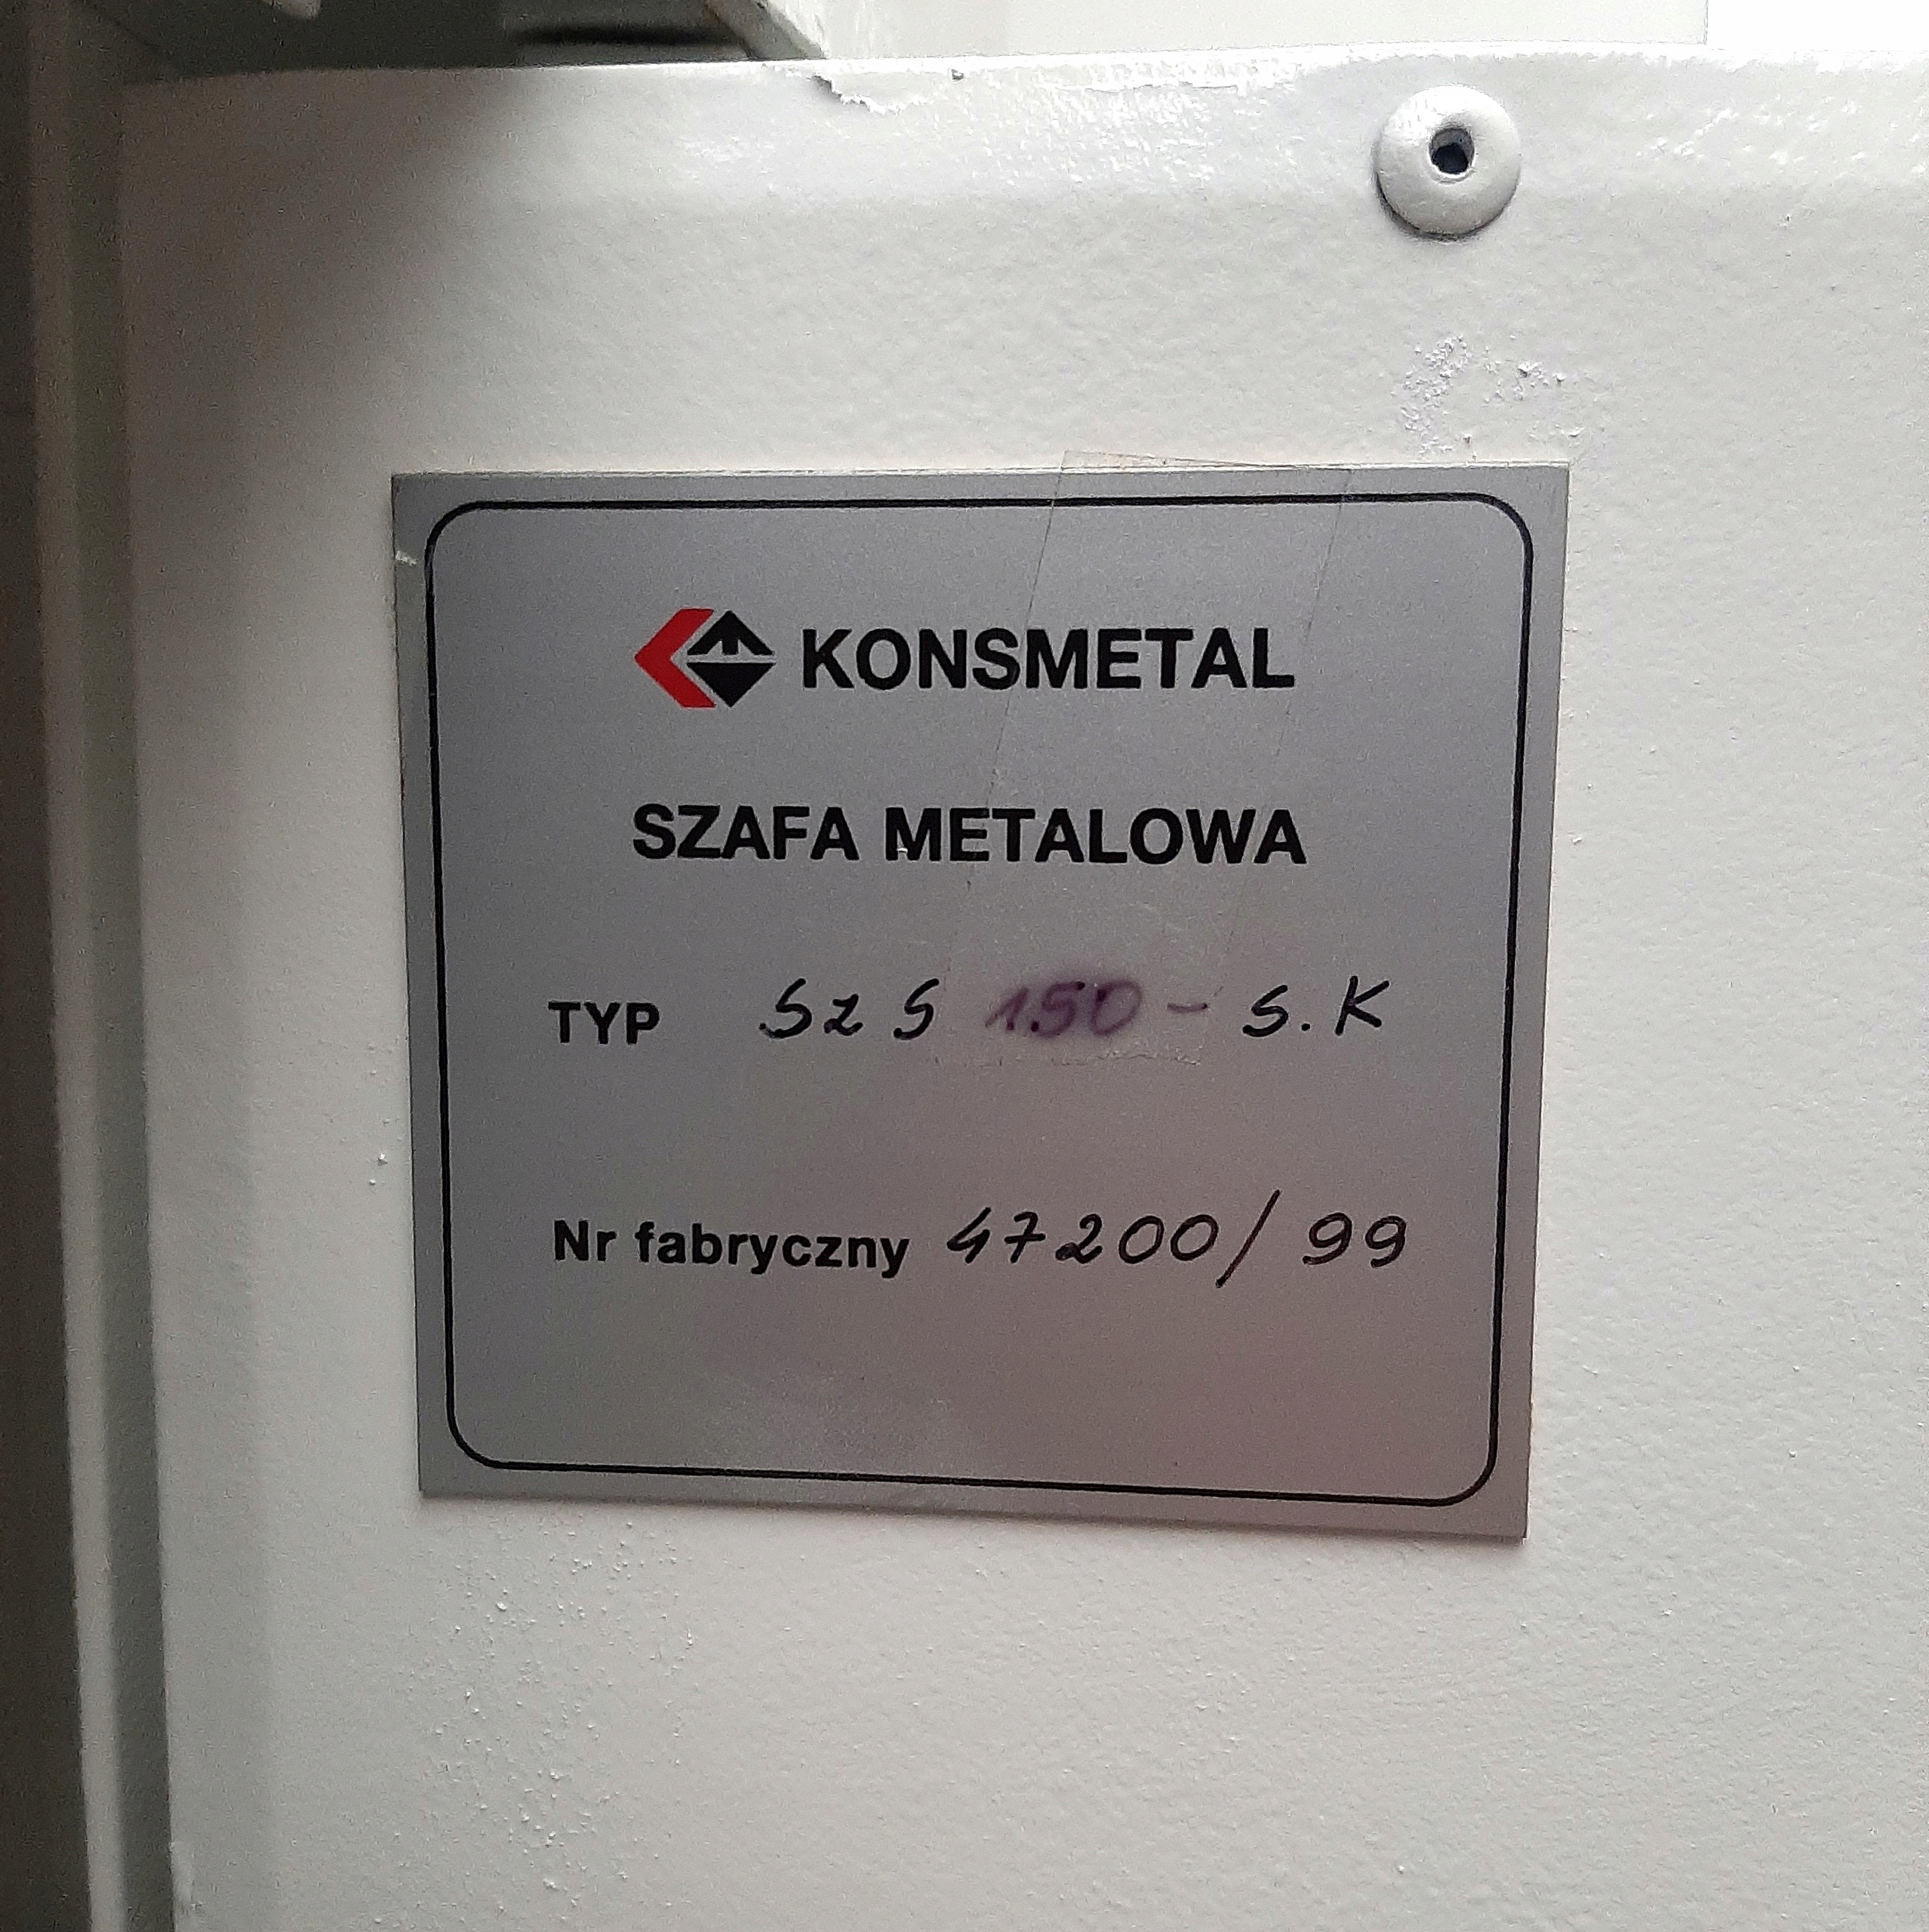 KONSMETAL
SZAFA METALOWA
TYP SzS 150 - S.K
Nr fabryczny 47200/99